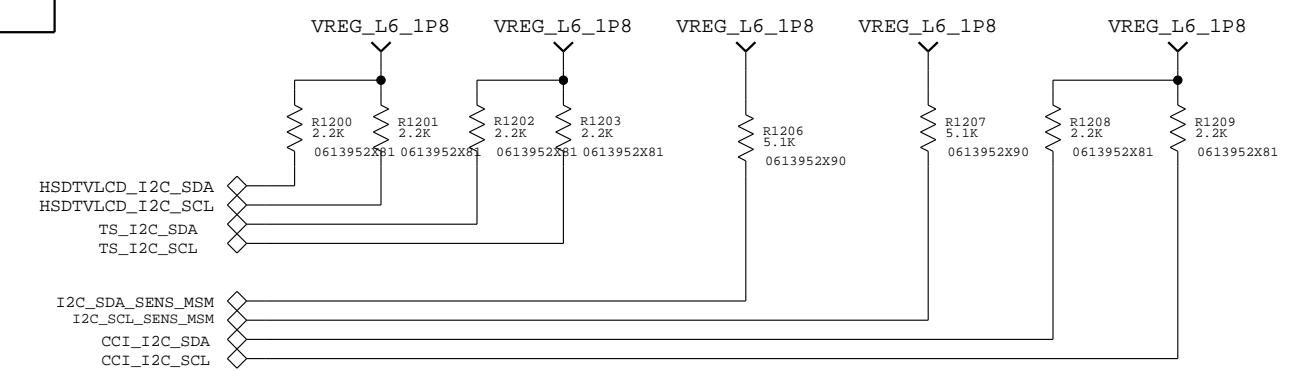 VREG_L6_1P8 VREG_L6_1P8 VREG_L6_1P8 VREG_L6_1P8 VREG_L6_1P8
R1200 R1201 R1202 R1203 R1206 R1207 R1208 R1209
2.2K 2.2K 2.2K 2.2K 5.1K 5.1K 2.2K 2.2K
0613952X81 0613952X81 0613952X81 0613952X81 0613952X90 0613952X90 0613952X81 0613952X81
HSDTVLCD_I2C_SDA
HSDTVLCD_I2C_SCL
TS_I2C_SDA
TS_I2C_SCL
I2C_SDA_SENS_MSM
I2C_SCL_SENS_MSM
CCI_I2C_SDA
CCI_I2C_SCL